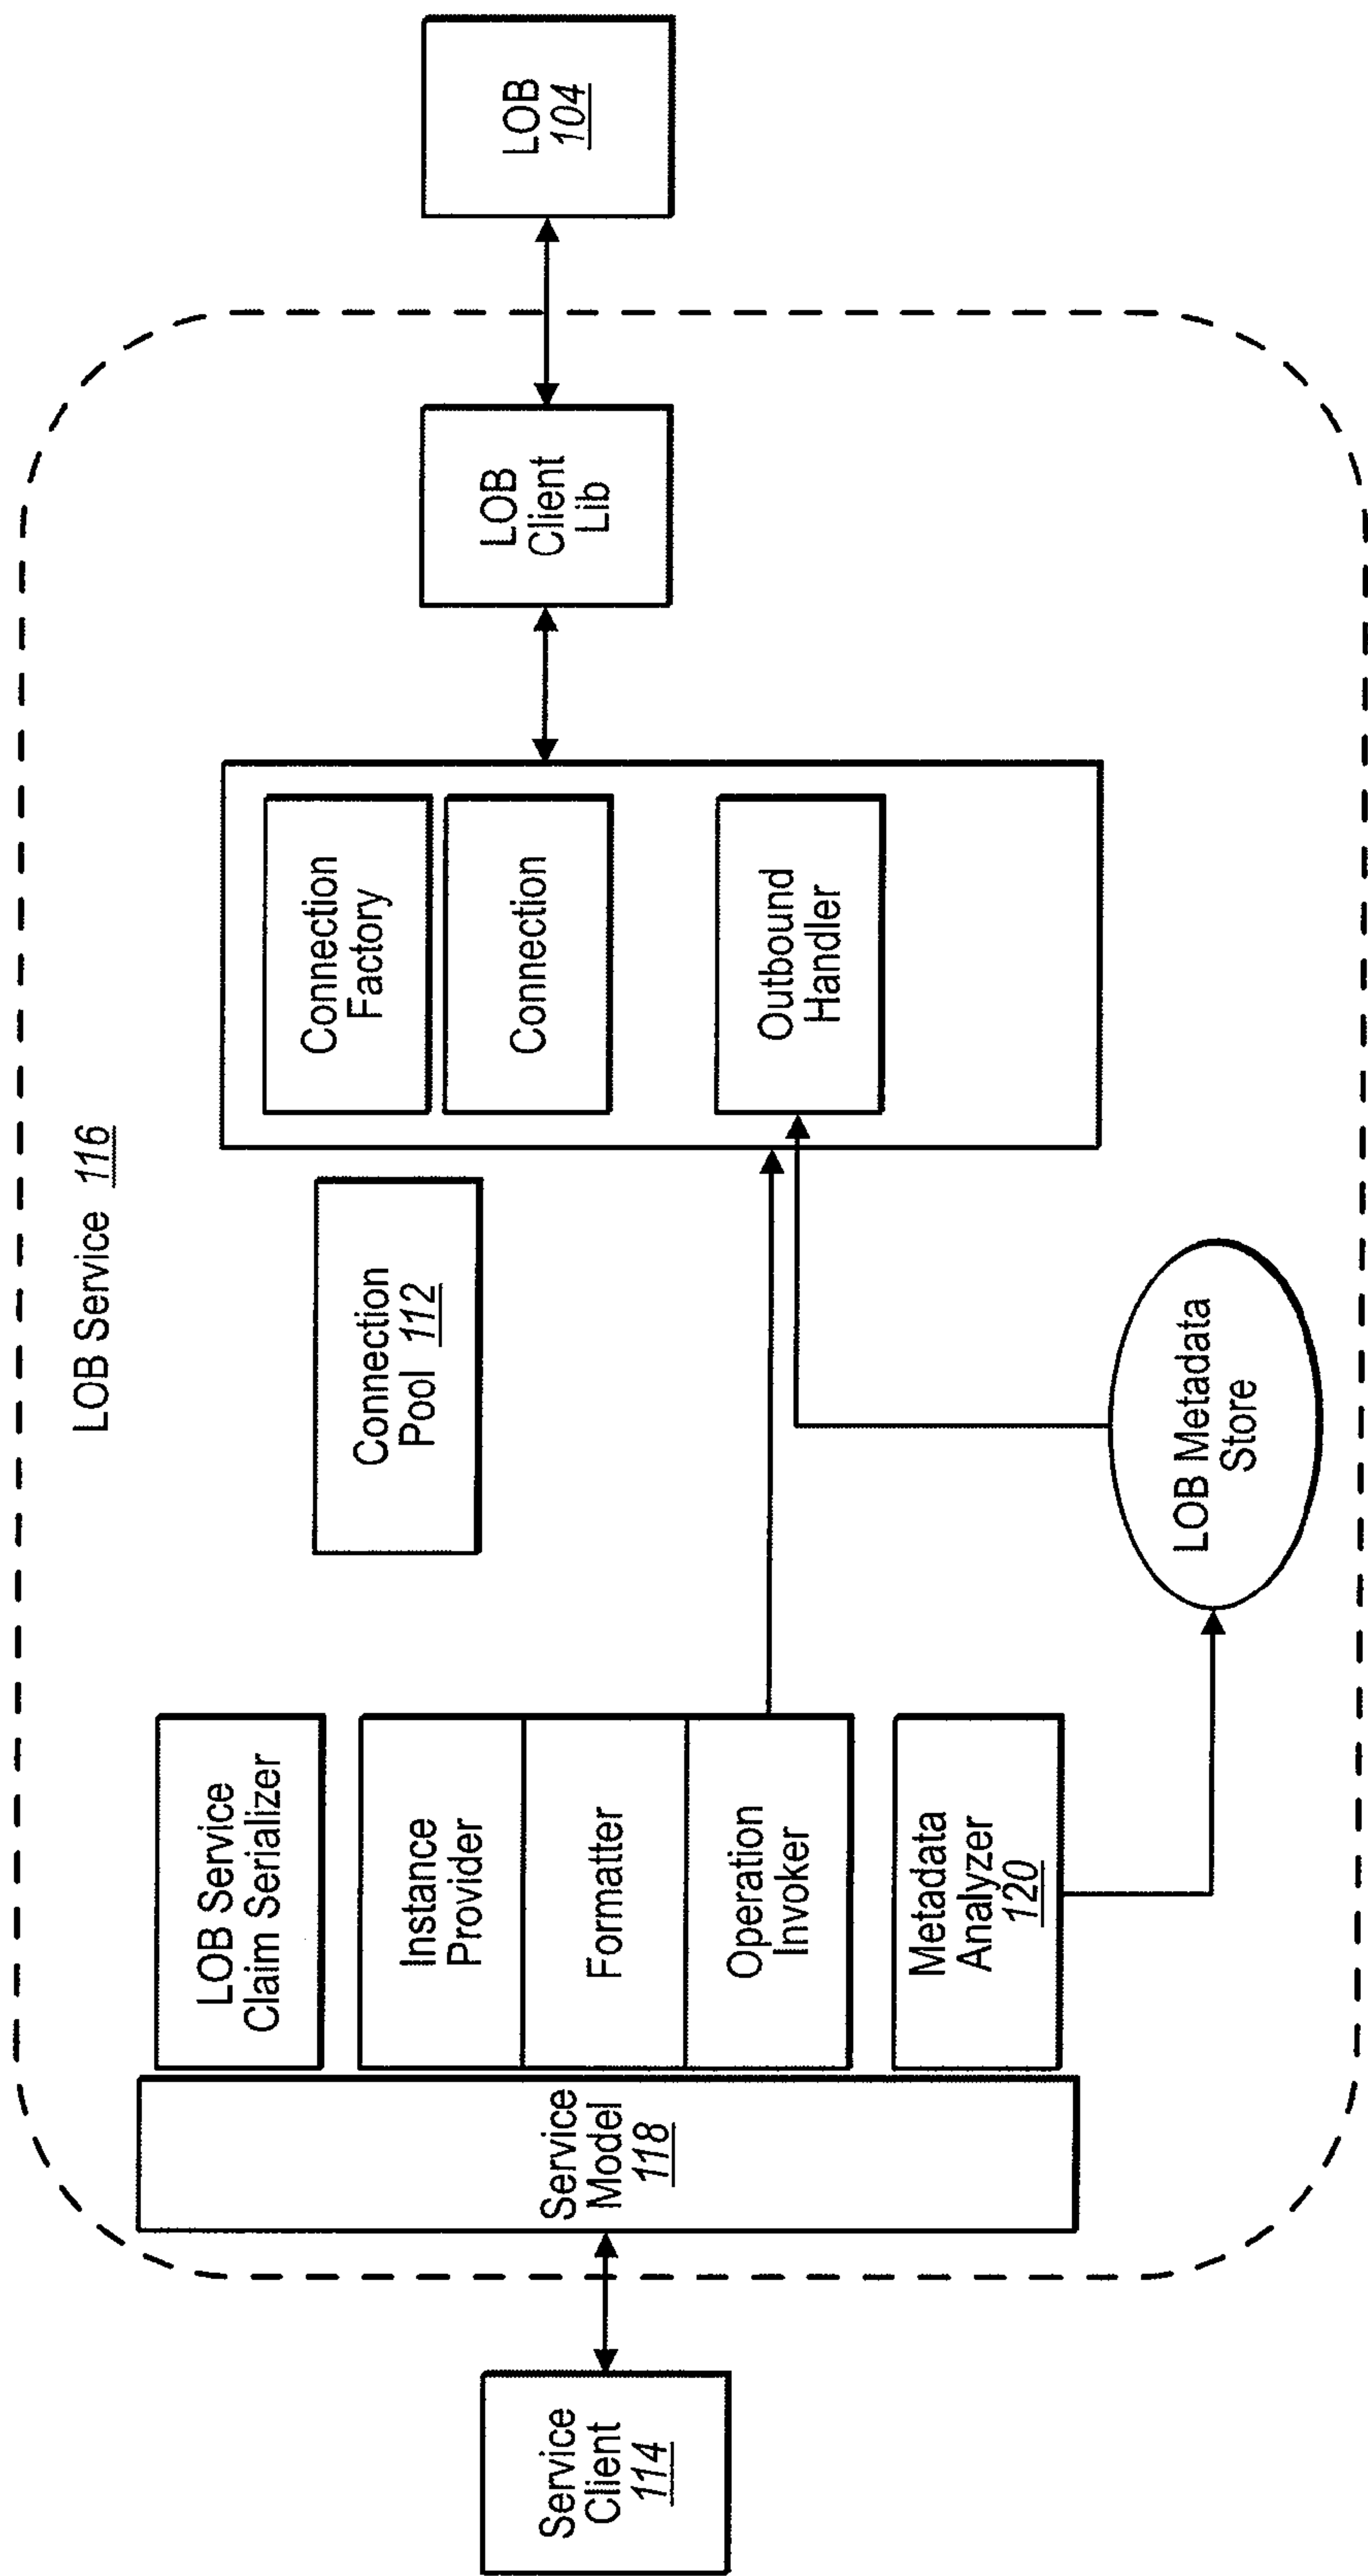 LOB Service 116
Service
Client
114
Service
Model
118
LOB Service
Claim Serializer
Instance
Provider
Formatter
Operation
Invoker
Metadata
Analyzer
120
Connection
Pool 112
LOB Metadata
Store
Connection
Factory
Connection
Outbound
Handler
LOB
Client
Lib
LOB
104